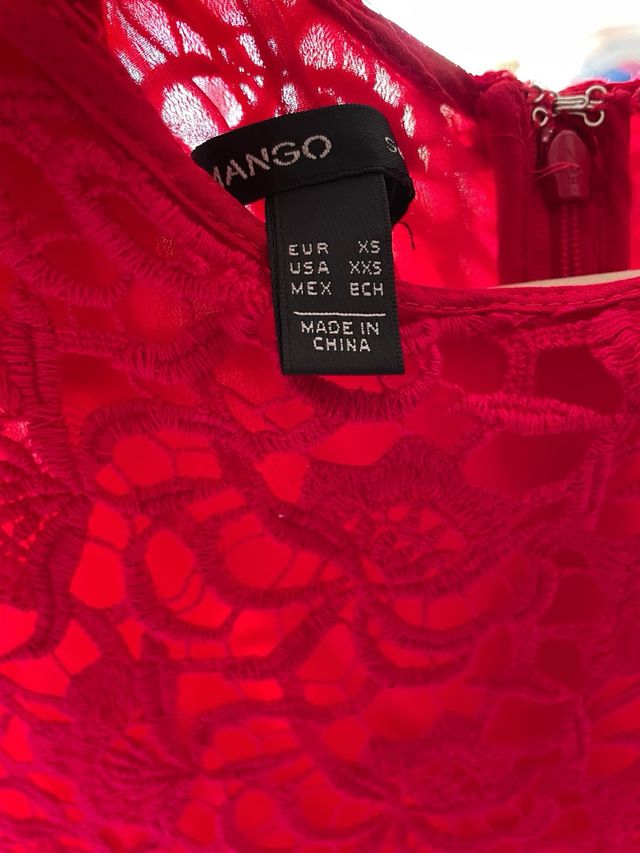 MANGO
EUR XS
USA XXS
MEX ECH
MADE IN
CHINA